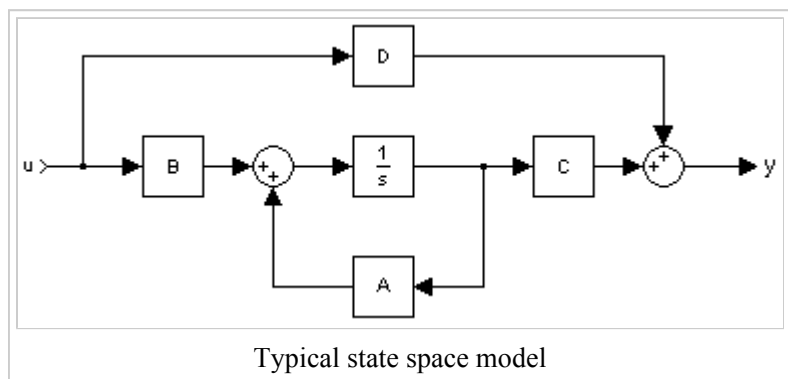 D
u B + + 1/s C + + y
A
Typical state space model